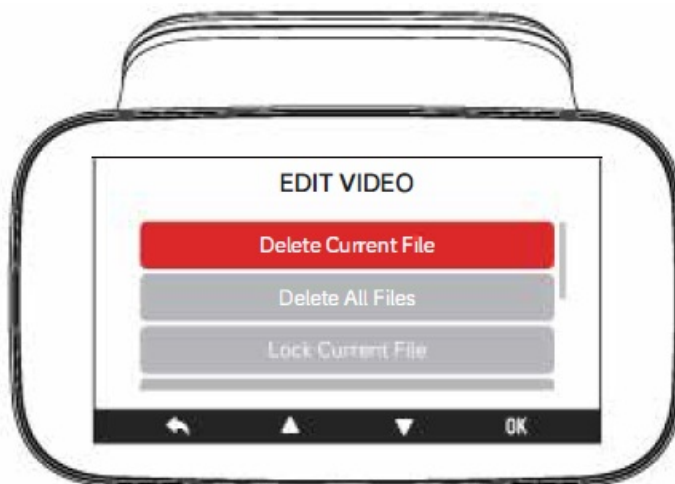 EDIT VIDEO
Delete Current File
Delete All Files
Lock Current File
OK